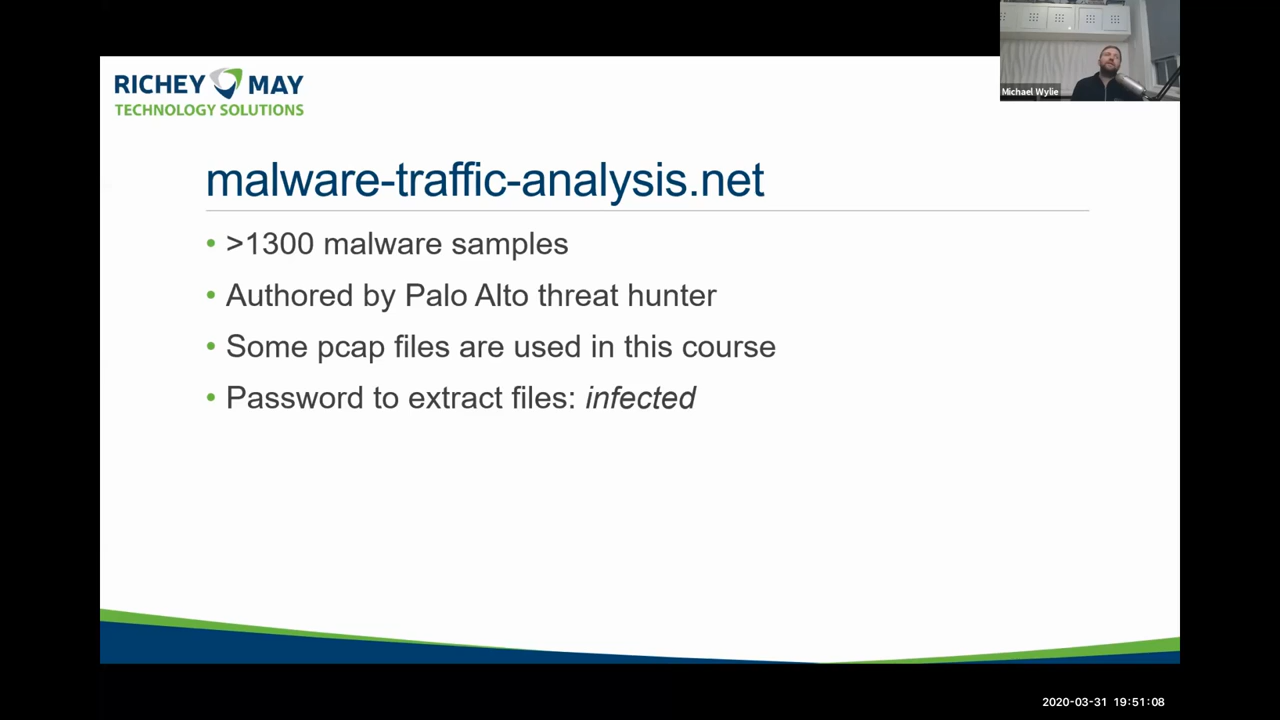 RICHEY MAY
TECHNOLOGY SOLUTIONS
Michael Wylie
malware-traffic-analysis.net
• >1300 malware samples
• Authored by Palo Alto threat hunter
• Some pcap files are used in this course
• Password to extract files: infected
2020-03-31 19:51:08